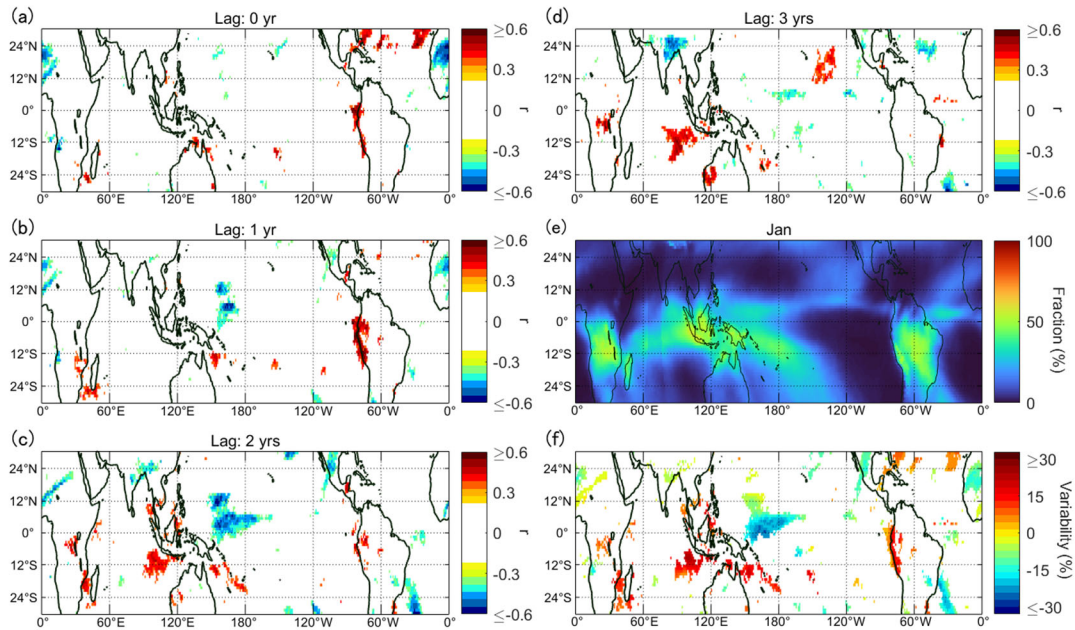 (a) Lag: 0 yr
24°N
12°N
0°
12°S
24°S
0° 60°E 120°E 180° 120°W 60°W 0°
≥0.6
0.3
0
-0.3
≤-0.6
r
(b) Lag: 1 yr
24°N
12°N
0°
12°S
24°S
0° 60°E 120°E 180° 120°W 60°W 0°
≥0.6
0.3
0
-0.3
≤-0.6
r
(c) Lag: 2 yrs
24°N
12°N
0°
12°S
24°S
0° 60°E 120°E 180° 120°W 60°W 0°
≥0.6
0.3
0
-0.3
≤-0.6
r
(d) Lag: 3 yrs
24°N
12°N
0°
12°S
24°S
0° 60°E 120°E 180° 120°W 60°W 0°
≥0.6
0.3
0
-0.3
≤-0.6
r
(e) Jan
24°N
12°N
0°
12°S
24°S
0° 60°E 120°E 180° 120°W 60°W 0°
100
50
0
Fraction (%)
(f)
24°N
12°N
0°
12°S
24°S
0° 60°E 120°E 180° 120°W 60°W 0°
≥30
15
0
-15
≤-30
Variability (%)